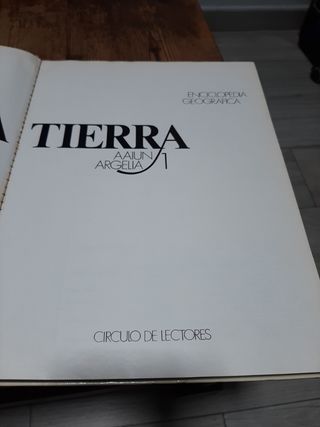 ENCICLOPEDIA
GEOGRAFICA
A
TIERRA
AAIUN
ARGELIA 1
CIRCULO DE LECTORES